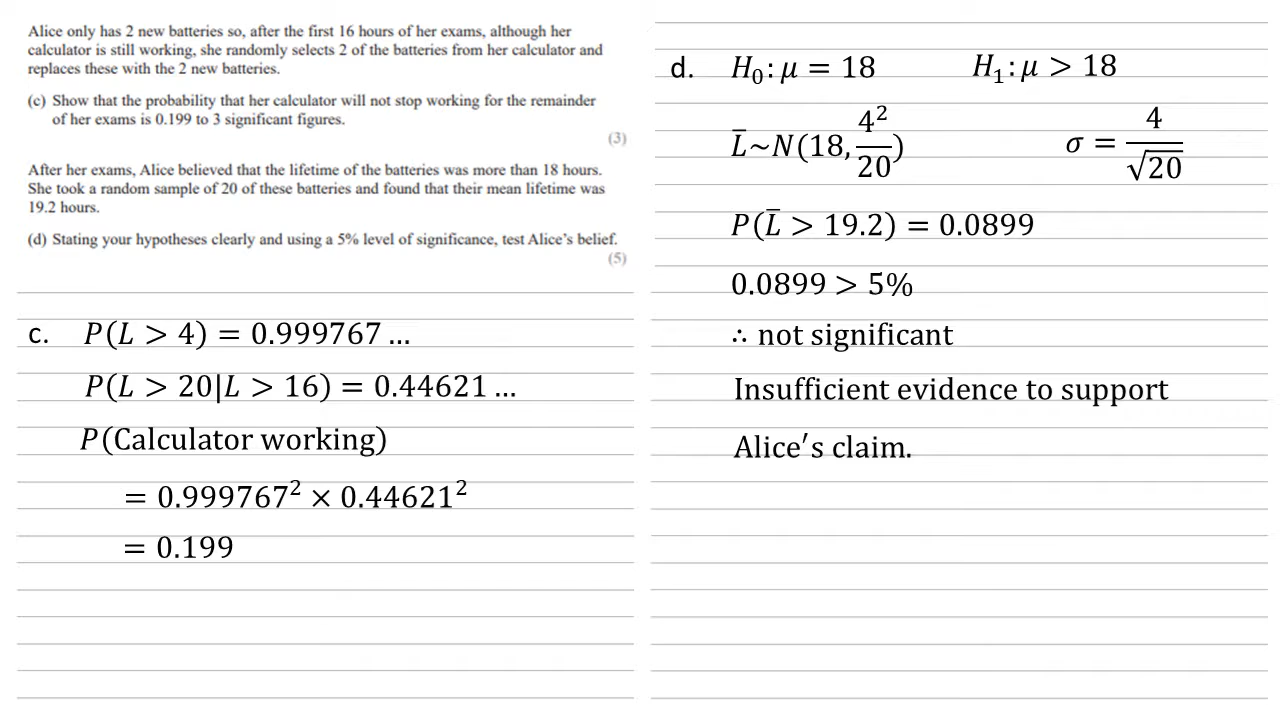 Alice only has 2 new batteries so, after the first 16 hours of her exams, although her
calculator is still working, she randomly selects 2 of the batteries from her calculator and
replaces these with the 2 new batteries.
(c) Show that the probability that her calculator will not stop working for the remainder
of her exams is 0.199 to 3 significant figures.
(3)
After her exams, Alice believed that the lifetime of the batteries was more than 18 hours.
She took a random sample of 20 of these batteries and found that their mean lifetime was
19.2 hours.
(d) Stating your hypotheses clearly and using a 5% level of significance, test Alice's belief.
(5)
c. P(L > 4) = 0.999767 ...
P(L > 20|L > 16) = 0.44621 ...
P(Calculator working)
= 0.999767² × 0.44621²
= 0.199
d. H₀: μ = 18 H₁: μ > 18
L̄~N(18, 4²/20) σ = 4/√20
P(L̄ > 19.2) = 0.0899
0.0899 > 5%
∴ not significant
Insufficient evidence to support
Alice′s claim.